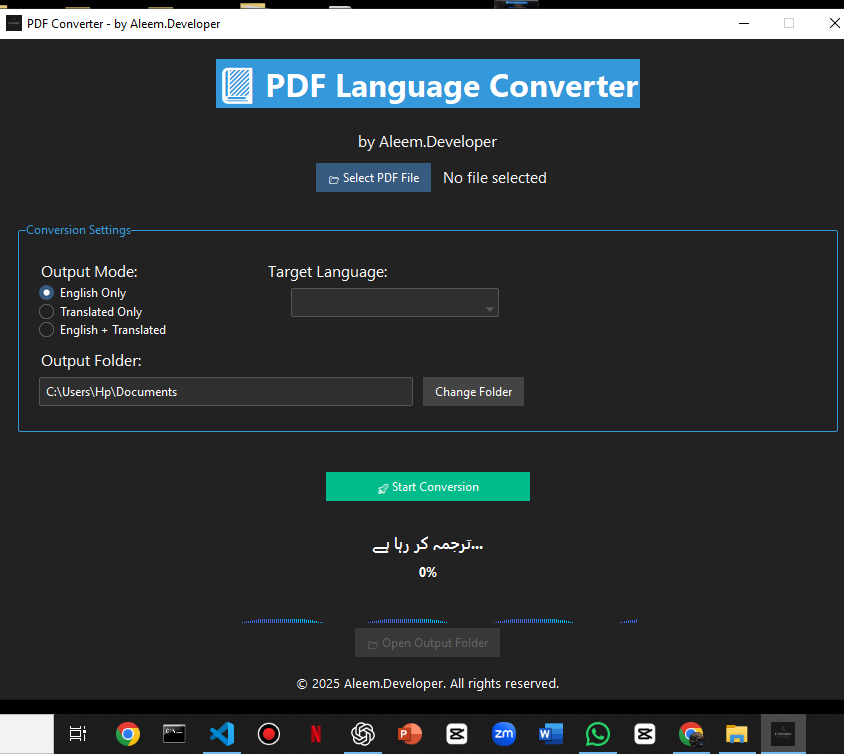 PDF Converter - by Aleem.Developer
PDF Language Converter
by Aleem.Developer
Select PDF File No file selected
Conversion Settings
Output Mode: Target Language:
English Only
Translated Only
English + Translated
Output Folder:
C:\Users\Hp\Documents Change Folder
Start Conversion
ترجمہ کر رہا ہے...
0%
Open Output Folder
© 2025 Aleem.Developer. All rights reserved.
N P zm W